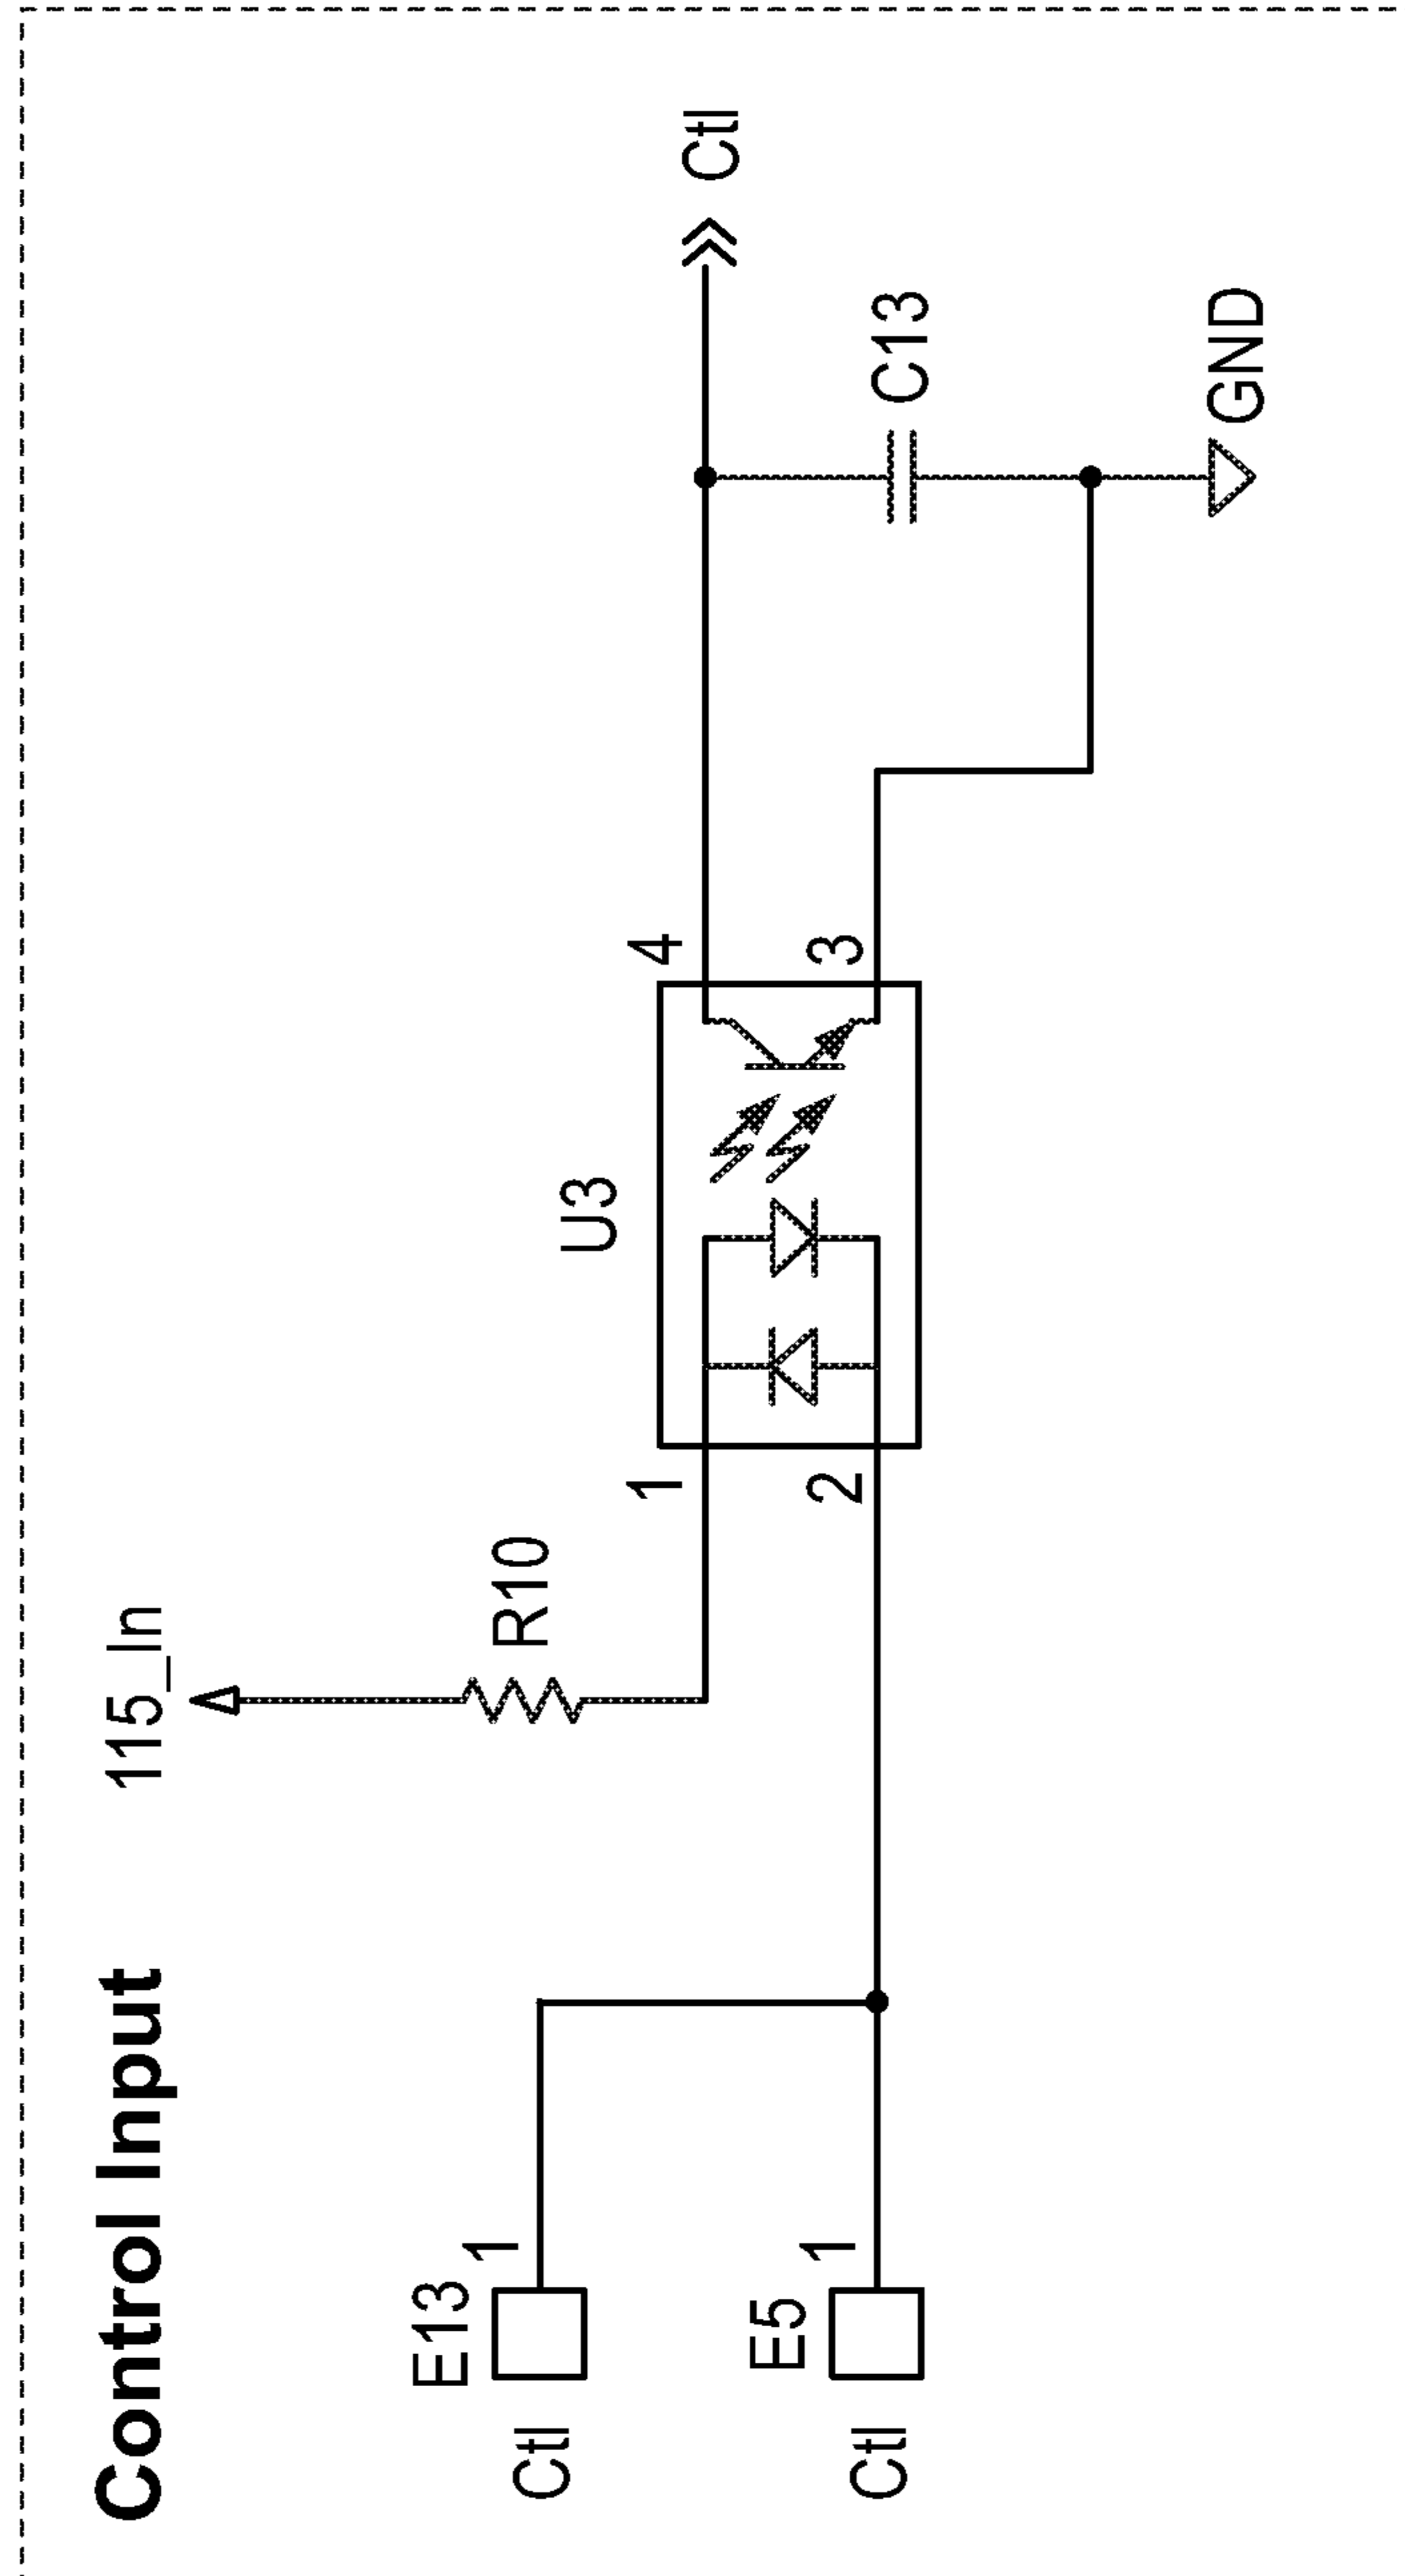 Control Input
115_In
R10
E13
1
Ctl
E5
1
Ctl
U3
1
2
4
3
Ctl
C13
GND